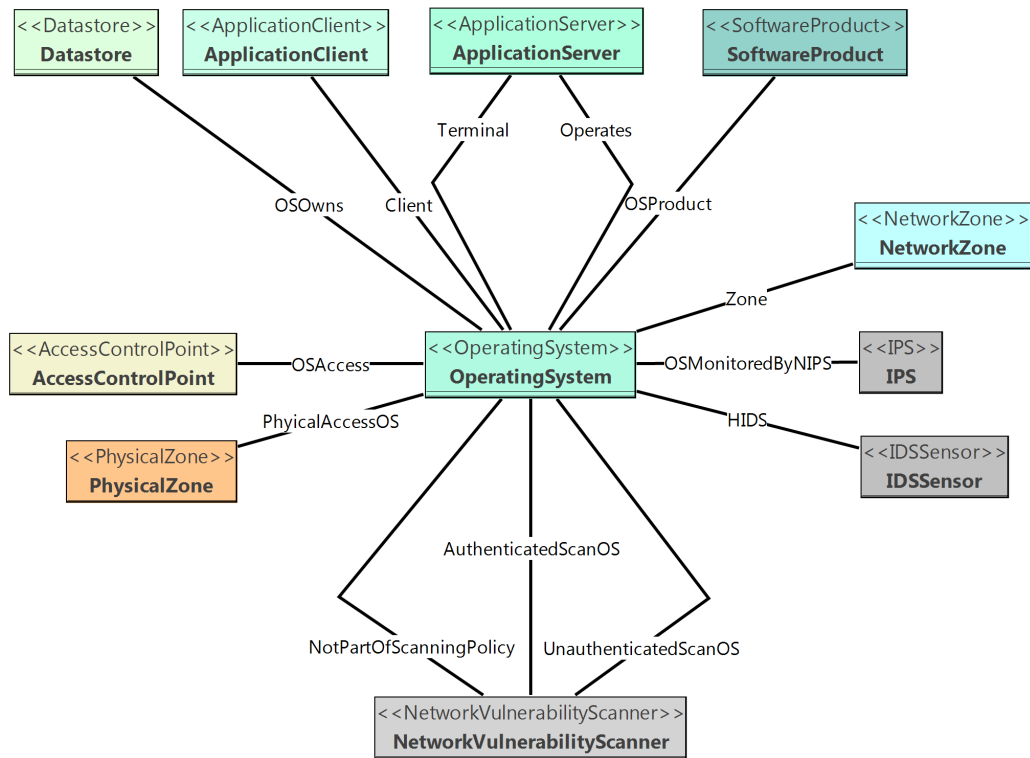 <<Datastore>>
Datastore
<<ApplicationClient>>
ApplicationClient
<<ApplicationServer>>
ApplicationServer
<<SoftwareProduct>>
SoftwareProduct
Terminal
Operates
OSOwns
Client
OSProduct
<<NetworkZone>>
NetworkZone
Zone
<<AccessControlPoint>>
AccessControlPoint
OSAccess
<<OperatingSystem>>
OperatingSystem
OSMonitoredByNIPS
<<IPS>>
IPS
PhyicalAccessOS
HIDS
<<PhysicalZone>>
PhysicalZone
<<IDSSensor>>
IDSSensor
AuthenticatedScanOS
NotPartOfScanningPolicy
UnauthenticatedScanOS
<<NetworkVulnerabilityScanner>>
NetworkVulnerabilityScanner